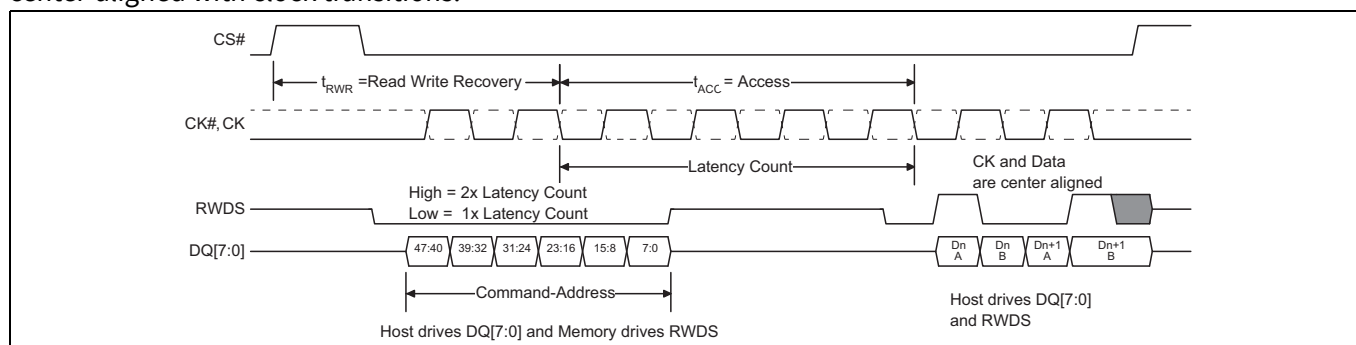 center aligned with clock transitions.
CS#
tRWR =Read Write Recovery
tACC = Access
CK#, CK
Latency Count
CK and Data
are center aligned
High = 2x Latency Count
Low = 1x Latency Count
RWDS
DQ[7:0]
47:40 39:32 31:24 23:16 15:8 7:0
Dn A Dn B Dn+1 A Dn+1 B
Command-Address
Host drives DQ[7:0]
and RWDS
Host drives DQ[7:0] and Memory drives RWDS